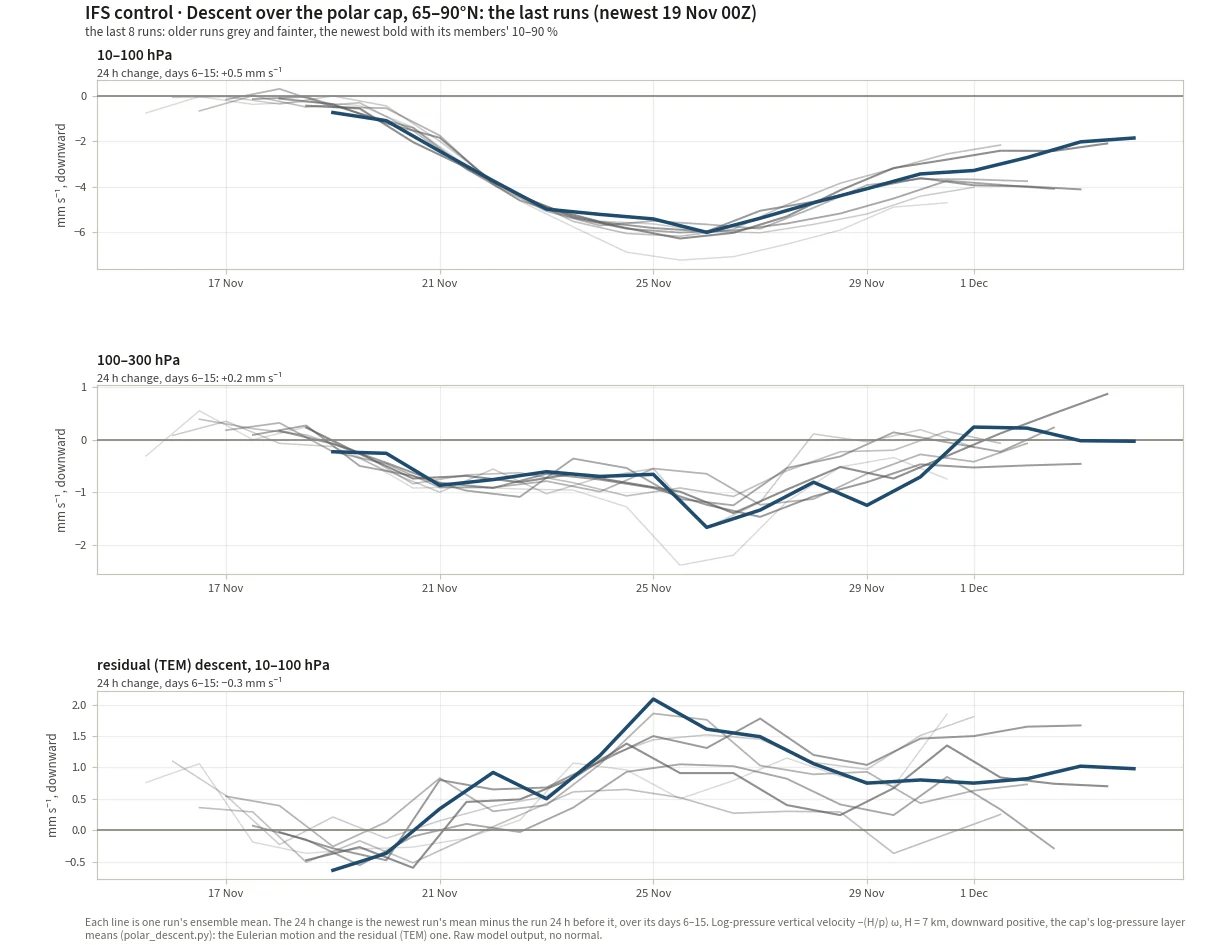 IFS control · Descent over the polar cap, 65–90°N: the last runs (newest 19 Nov 00Z)
the last 8 runs: older runs grey and fainter, the newest bold with its members' 10–90 %
10–100 hPa
24 h change, days 6–15: +0.5 mm s⁻¹
0
−2
−4
−6
mm s⁻¹, downward
17 Nov
21 Nov
25 Nov
29 Nov
1 Dec
100–300 hPa
24 h change, days 6–15: +0.2 mm s⁻¹
1
0
−1
−2
mm s⁻¹, downward
17 Nov
21 Nov
25 Nov
29 Nov
1 Dec
residual (TEM) descent, 10–100 hPa
24 h change, days 6–15: −0.3 mm s⁻¹
2.0
1.5
1.0
0.5
0.0
−0.5
mm s⁻¹, downward
17 Nov
21 Nov
25 Nov
29 Nov
1 Dec
Each line is one run's ensemble mean. The 24 h change is the newest run's mean minus the run 24 h before it, over its days 6–15. Log-pressure vertical velocity −(H/p) ω, H = 7 km, downward positive, the cap's log-pressure layer
means (polar_descent.py): the Eulerian motion and the residual (TEM) one. Raw model output, no normal.